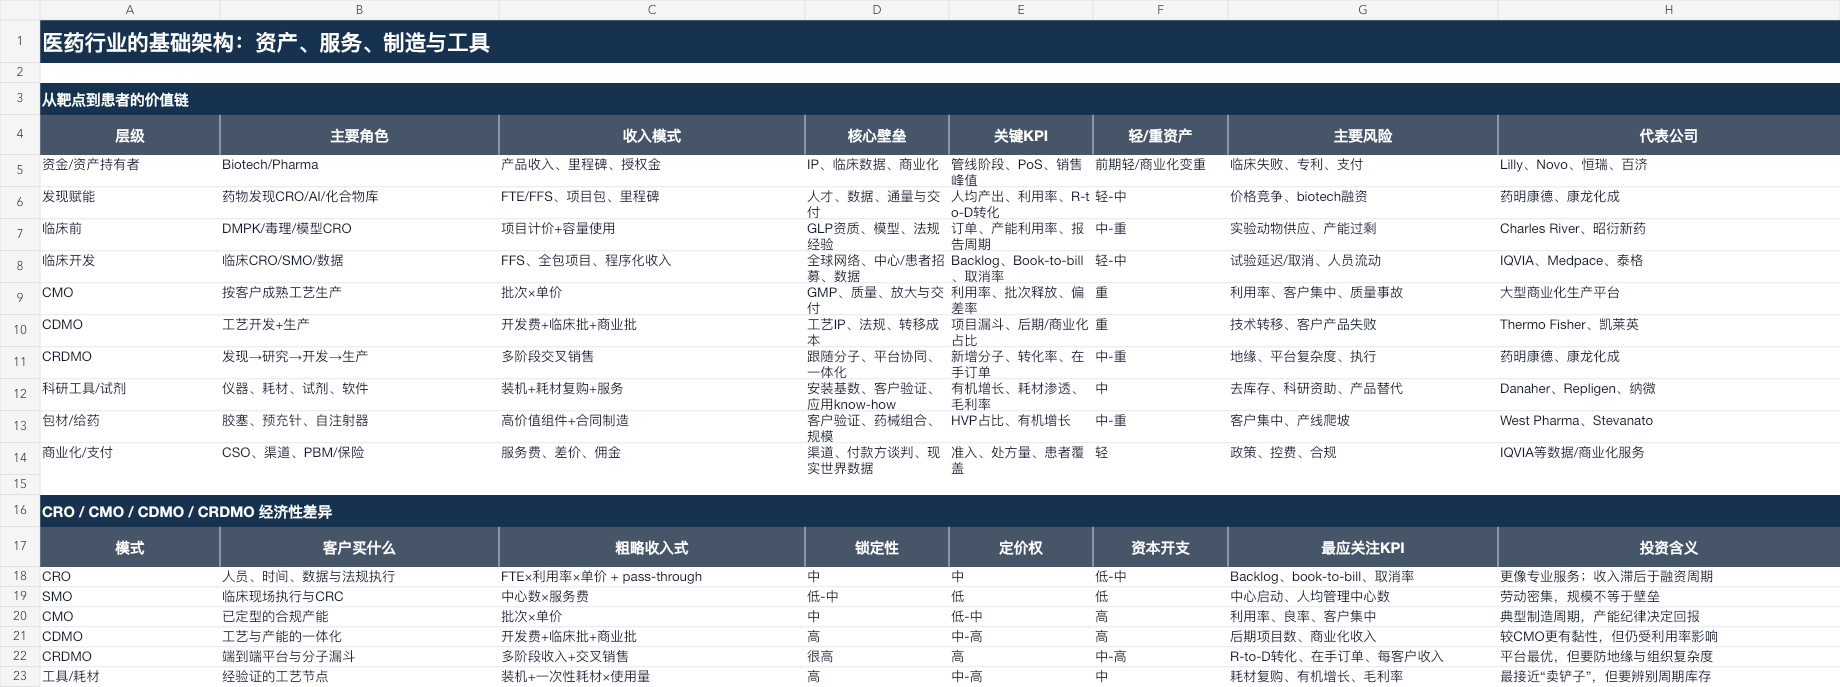 A B C D E F G H
1 医药行业的基础架构：资产、服务、制造与工具
2
3 从靶点到患者的价值链
4 层级 主要角色 收入模式 核心壁垒 关键KPI 轻/重资产 主要风险 代表公司
5 资金/资产持有者 Biotech/Pharma 产品收入、里程碑、授权金 IP、临床数据、商业化 管线阶段、PoS、销售峰值 前期轻/商业化变重 临床失败、专利、支付 Lilly、Novo、恒瑞、百济
6 发现赋能 药物发现CRO/AI/化合物库 FTE/FFS、项目包、里程碑 人才、数据、通量与交付 人均产出、利用率、R-to-D转化 轻-中 价格竞争、biotech融资 药明康德、康龙化成
7 临床前 DMPK/毒理/模型CRO 项目计价+容量使用 GLP资质、模型、法规经验 订单、产能利用率、报告周期 中-重 实验动物供应、产能过剩 Charles River、昭衍新药
8 临床开发 临床CRO/SMO/数据 FFS、全包项目、程序化收入 全球网络、中心/患者招募、数据 Backlog、Book-to-bill、取消率 轻-中 试验延迟/取消、人员流动 IQVIA、Medpace、泰格
9 CMO 按客户成熟工艺生产 批次×单价 GMP、质量、放大与交付 利用率、批次释放、偏差率 重 利用率、客户集中、质量事故 大型商业化生产平台
10 CDMO 工艺开发+生产 开发费+临床批+商业批 工艺IP、法规、转移成本 项目漏斗、后期/商业化占比 重 技术转移、客户产品失败 Thermo Fisher、凯莱英
11 CRDMO 发现→研究→开发→生产 多阶段交叉销售 跟随分子、平台协同、一体化 新增分子、转化率、在手订单 中-重 地缘、平台复杂度、执行 药明康德、康龙化成
12 科研工具/试剂 仪器、耗材、试剂、软件 装机+耗材复购+服务 安装基数、客户验证、应用know-how 有机增长、耗材渗透、毛利率 中 去库存、科研资助、产品替代 Danaher、Repligen、纳微
13 包材/给药 胶塞、预充针、自注射器 高价值组件+合同制造 客户验证、药械组合、规模 HVP占比、有机增长 中-重 客户集中、产线爬坡 West Pharma、Stevanato
14 商业化/支付 CSO、渠道、PBM/保险 服务费、差价、佣金 渠道、付款方谈判、现实世界数据 准入、处方量、患者覆盖 轻 政策、控费、合规 IQVIA等数据/商业化服务
15
16 CRO / CMO / CDMO / CRDMO 经济性差异
17 模式 客户买什么 粗略收入式 锁定性 定价权 资本开支 最应关注KPI 投资含义
18 CRO 人员、时间、数据与法规执行 FTE×利用率×单价 + pass-through 中 中 低-中 Backlog、book-to-bill、取消率 更像专业服务；收入滞后于融资周期
19 SMO 临床现场执行与CRC 中心数×服务费 低-中 低 低 中心启动、人均管理中心数 劳动密集，规模不等于壁垒
20 CMO 已定型的合规产能 批次×单价 中 低-中 高 利用率、良率、客户集中 典型制造周期，产能纪律决定回报
21 CDMO 工艺与产能的一体化 开发费+临床批+商业批 高 中-高 高 后期项目数、商业化收入 较CMO更有黏性，但仍受利用率影响
22 CRDMO 端到端平台与分子漏斗 多阶段收入+交叉销售 很高 高 中-高 R-to-D转化、在手订单、每客户收入 平台最优，但要防地缘与组织复杂度
23 工具/耗材 经验证的工艺节点 装机+一次性耗材×使用量 高 中-高 中 耗材复购、有机增长、毛利率 最接近“卖铲子”，但要辨别周期库存